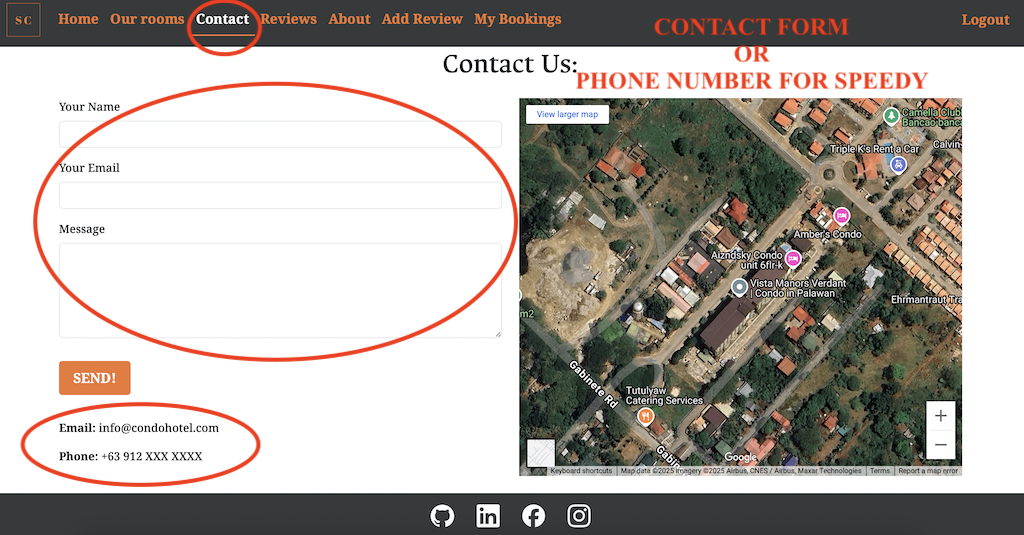 SC
Home Our rooms Contact Reviews About Add Review My Bookings Logout
CONTACT FORM
OR
PHONE NUMBER FOR SPEEDY
Contact Us:
Your Name
Your Email
Message
SEND!
Email: info@condohotel.com
Phone: +63 912 XXX XXXX
View larger map
Camella Club
Bancao banca
Triple K's Rent a Car
Calvin
Amber's Condo
Aizndsky Condo
unit 6flr-k
Vista Manors Verdant
| Condo in Palawan
Ehrmantraut Tra
m2
Gabinete Rd
Tutulyaw
Catering Services
Gabine
Google
Keyboard shortcuts Map data ©2025 Imagery ©2025 Airbus, CNES / Airbus, Maxar Technologies Terms Report a map error